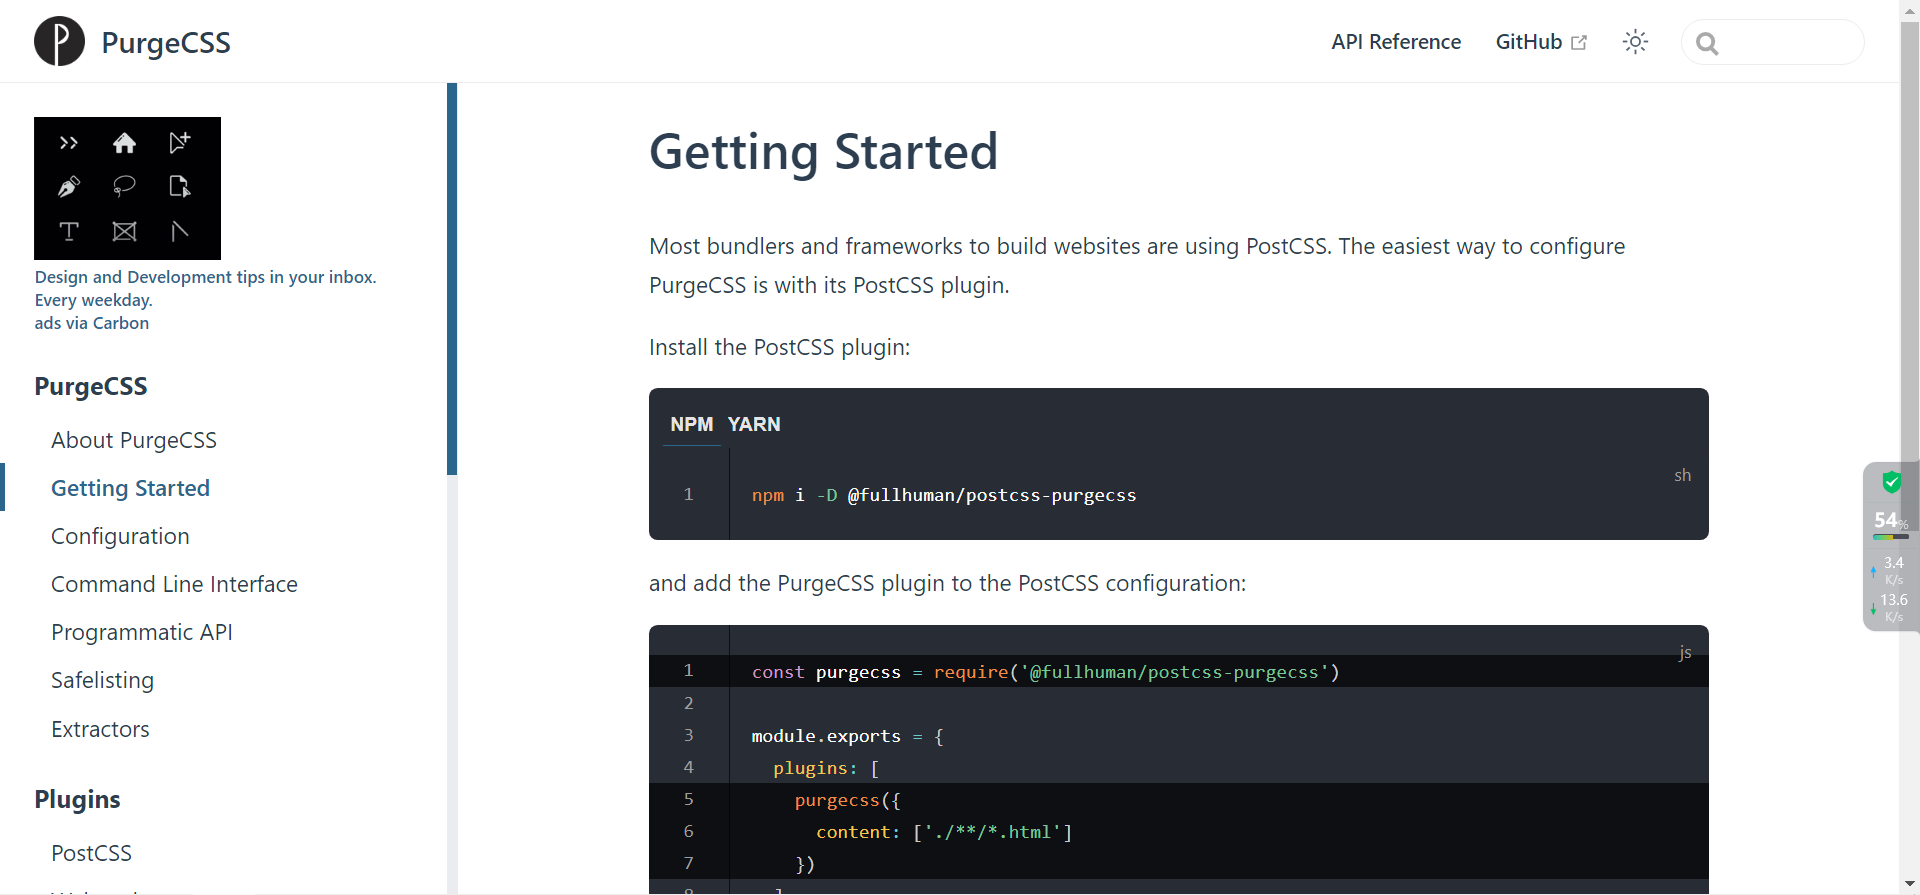 PurgeCSS
API Reference
GitHub
Design and Development tips in your inbox.
Every weekday.
ads via Carbon
PurgeCSS
About PurgeCSS
Getting Started
Configuration
Command Line Interface
Programmatic API
Safelisting
Extractors
Plugins
PostCSS
Getting Started
Most bundlers and frameworks to build websites are using PostCSS. The easiest way to configure
PurgeCSS is with its PostCSS plugin.
Install the PostCSS plugin:
NPM YARN
sh
1 npm i -D @fullhuman/postcss-purgecss
and add the PurgeCSS plugin to the PostCSS configuration:
js
1 const purgecss = require('@fullhuman/postcss-purgecss')
2
3 module.exports = {
4 plugins: [
5 purgecss({
6 content: ['./**/*.html']
7 })
8 ]
54%
3.4
K/s
13.6
K/s